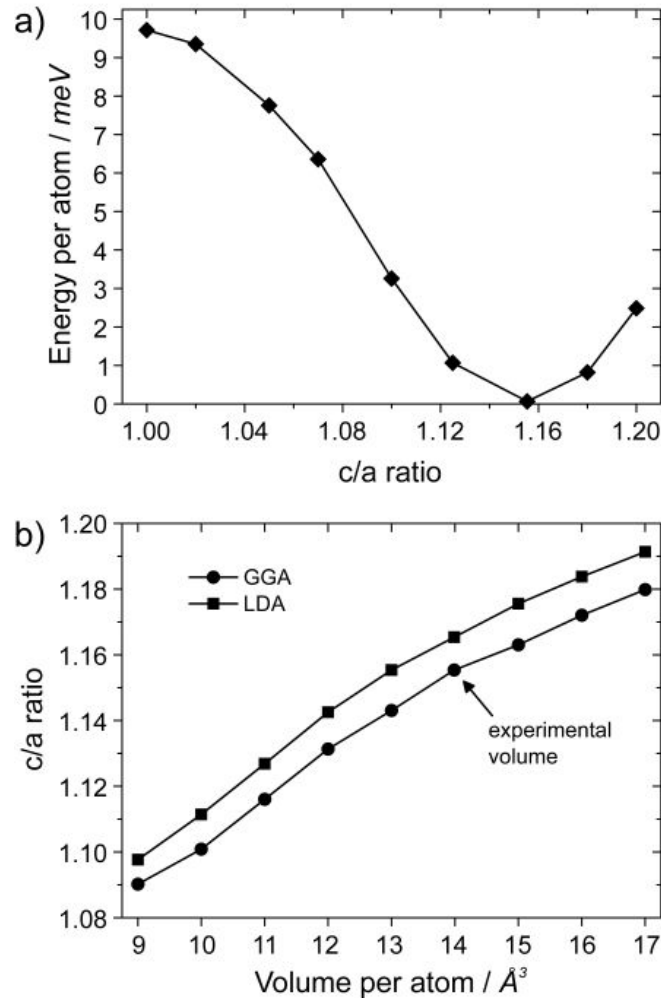 a)
Energy per atom / meV
10
9
8
7
6
5
4
3
2
1
0
1.00 1.04 1.08 1.12 1.16 1.20
c/a ratio
b)
c/a ratio
1.20
1.18
1.16
1.14
1.12
1.10
1.08
GGA
LDA
experimental
volume
9 10 11 12 13 14 15 16 17
Volume per atom / Å³